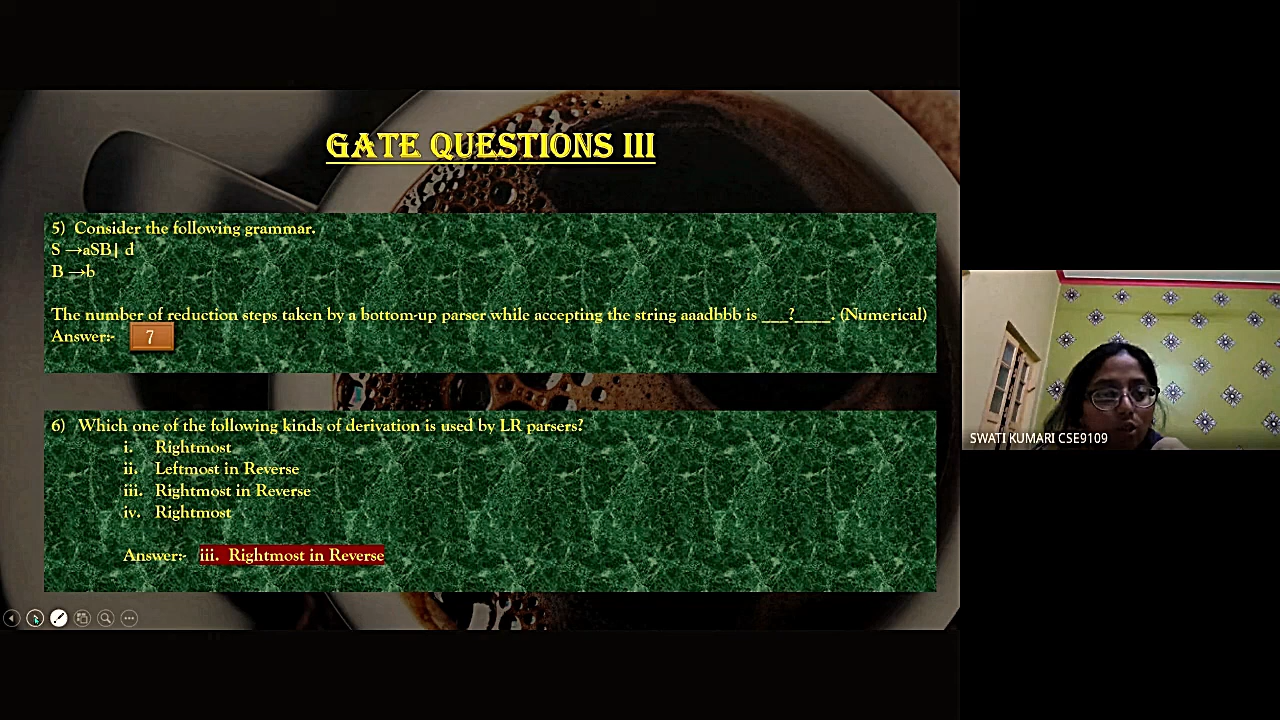 GATE QUESTIONS III
5) Consider the following grammar.
S →aSB| d
B →b
The number of reduction steps taken by a bottom-up parser while accepting the string aaadbbb is ___?____. (Numerical)
Answer:- 7
6) Which one of the following kinds of derivation is used by LR parsers?
i. Rightmost
ii. Leftmost in Reverse
iii. Rightmost in Reverse
iv. Rightmost
Answer:- iii. Rightmost in Reverse
SWATI KUMARI CSE9109